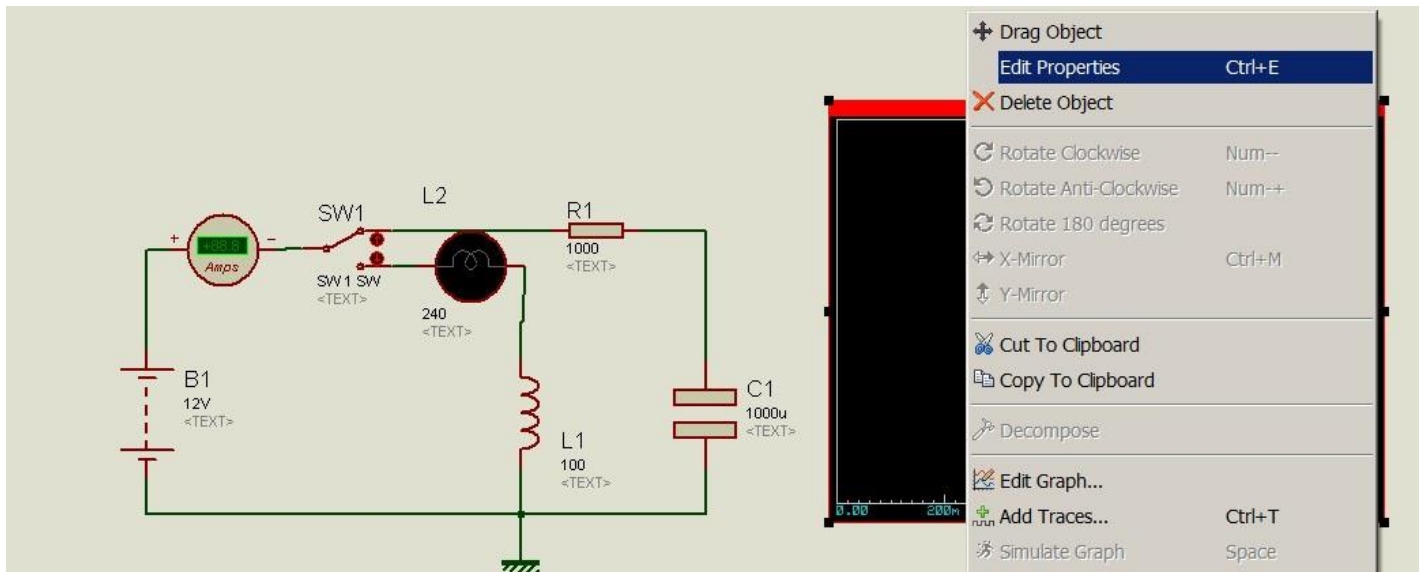 L2
SW1
R1
+ -
+88.8
Amps
1000
<TEXT>
SW1 SW
<TEXT>
240
<TEXT>
B1
12V
<TEXT>
C1
1000u
<TEXT>
L1
100
<TEXT>
0.00 200m
Drag Object
Edit Properties Ctrl+E
Delete Object
Rotate Clockwise Num--
Rotate Anti-Clockwise Num-+
Rotate 180 degrees
X-Mirror Ctrl+M
Y-Mirror
Cut To Clipboard
Copy To Clipboard
Decompose
Edit Graph...
Add Traces... Ctrl+T
Simulate Graph Space